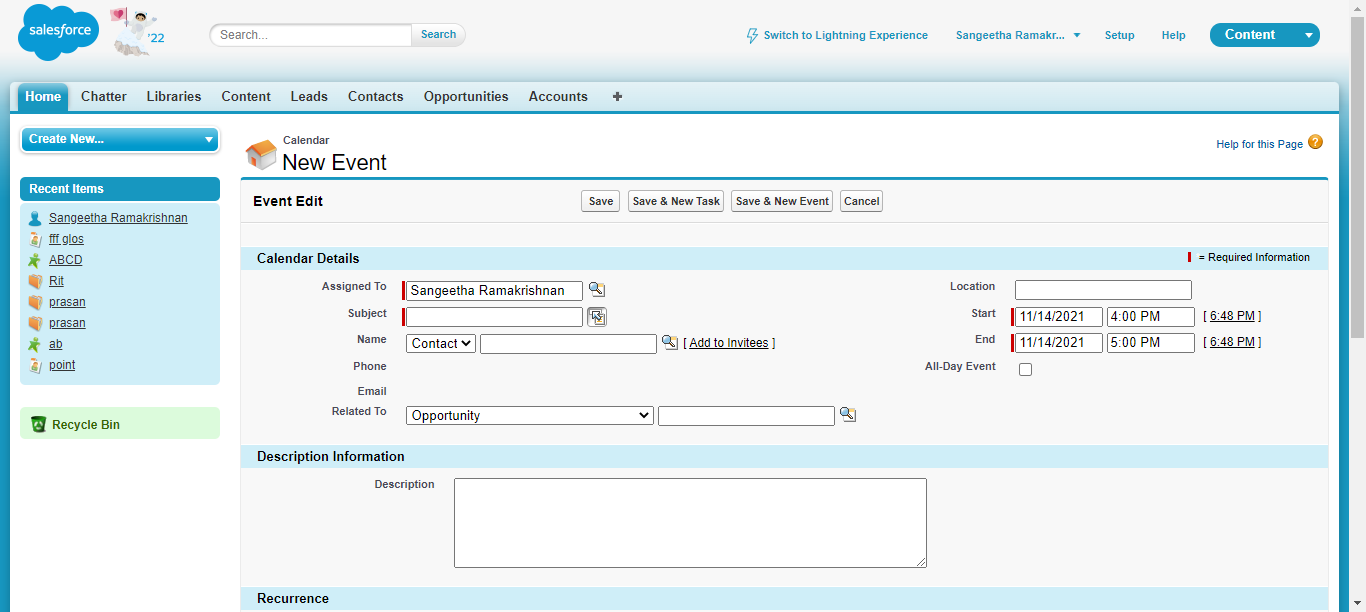 salesforce
'22
Search...
Search
Switch to Lightning Experience
Sangeetha Ramakr...
Setup
Help
Content
Home Chatter Libraries Content Leads Contacts Opportunities Accounts +
Create New...
Recent Items
Sangeetha Ramakrishnan
fff glos
ABCD
Rit
prasan
prasan
ab
point
Recycle Bin
Calendar
New Event
Help for this Page ?
Event Edit
Save
Save & New Task
Save & New Event
Cancel
Calendar Details
= Required Information
Assigned To Sangeetha Ramakrishnan
Subject
Name Contact [ Add to Invitees ]
Phone
Email
Related To Opportunity
Location
Start 11/14/2021 4:00 PM [ 6:48 PM ]
End 11/14/2021 5:00 PM [ 6:48 PM ]
All-Day Event
Description Information
Description
Recurrence